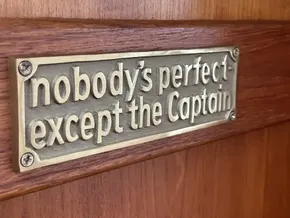 nobody's perfect-
except the Captain